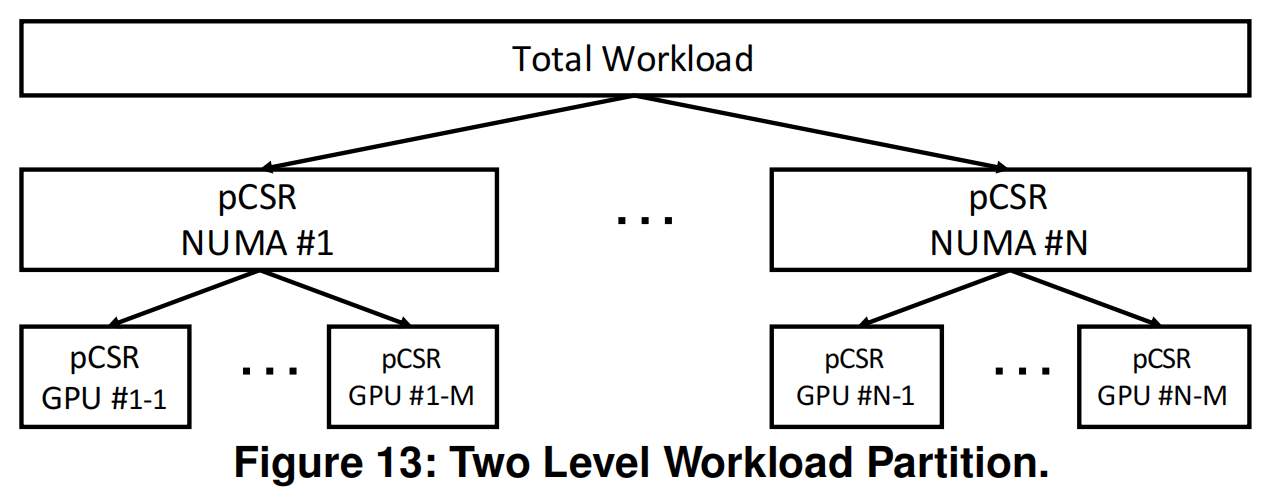 Total Workload
pCSR
NUMA #1
. . .
pCSR
NUMA #N
pCSR
GPU #1-1
. . .
pCSR
GPU #1-M
pCSR
GPU #N-1
. . .
pCSR
GPU #N-M
Figure 13: Two Level Workload Partition.